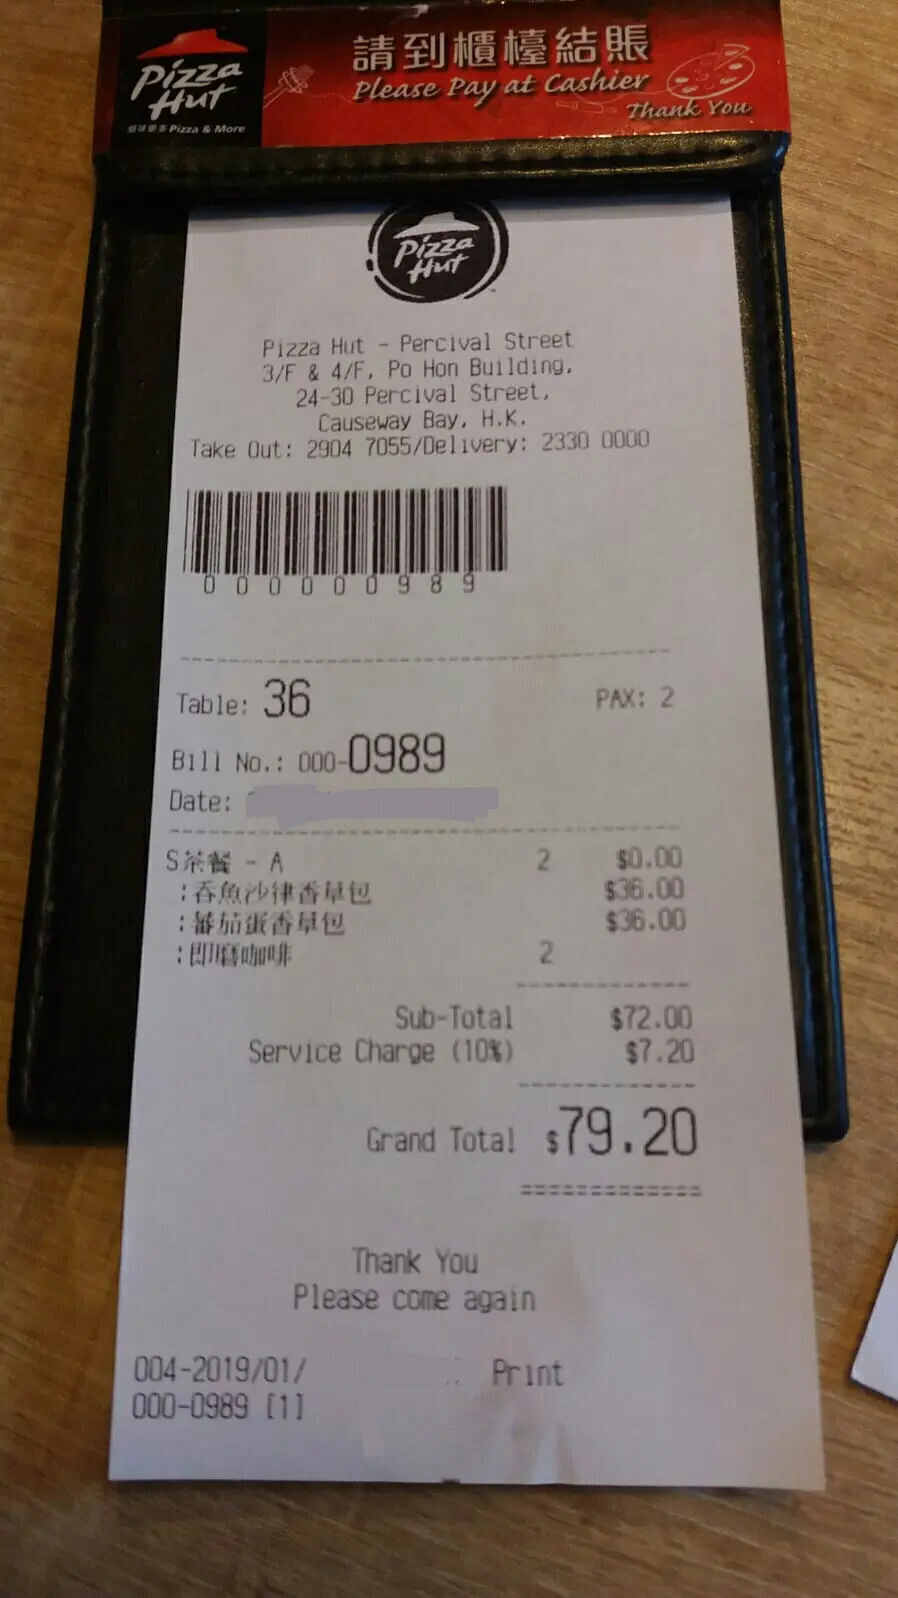 Pizza Hut
請到櫃檯結賬
Please Pay at Cashier
Thank You
Pizza & More
Pizza Hut
Pizza Hut - Percival Street
3/F & 4/F, Po Hon Building,
24-30 Percival Street,
Causeway Bay, H.K.
Take Out: 2904 7055/Delivery: 2330 0000
000000989
Table: 36 PAX: 2
Bill No.: 000-0989
Date:
S茶餐 - A 2 $0.00
:吞魚沙律香草包 $36.00
:蕃茄蛋香草包 $36.00
:即磨咖啡 2
Sub-Total $72.00
Service Charge (10%) $7.20
Grand Total $79.20
Thank You
Please come again
004-2019/01/ Print
000-0989 [1]